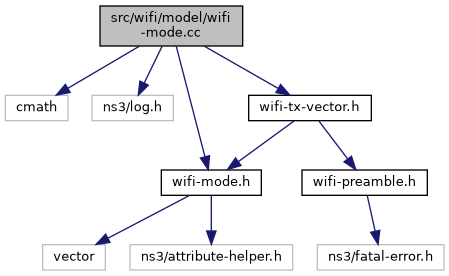 src/wifi/model/wifi
-mode.cc
cmath
ns3/log.h
wifi-tx-vector.h
wifi-mode.h
wifi-preamble.h
vector
ns3/attribute-helper.h
ns3/fatal-error.h